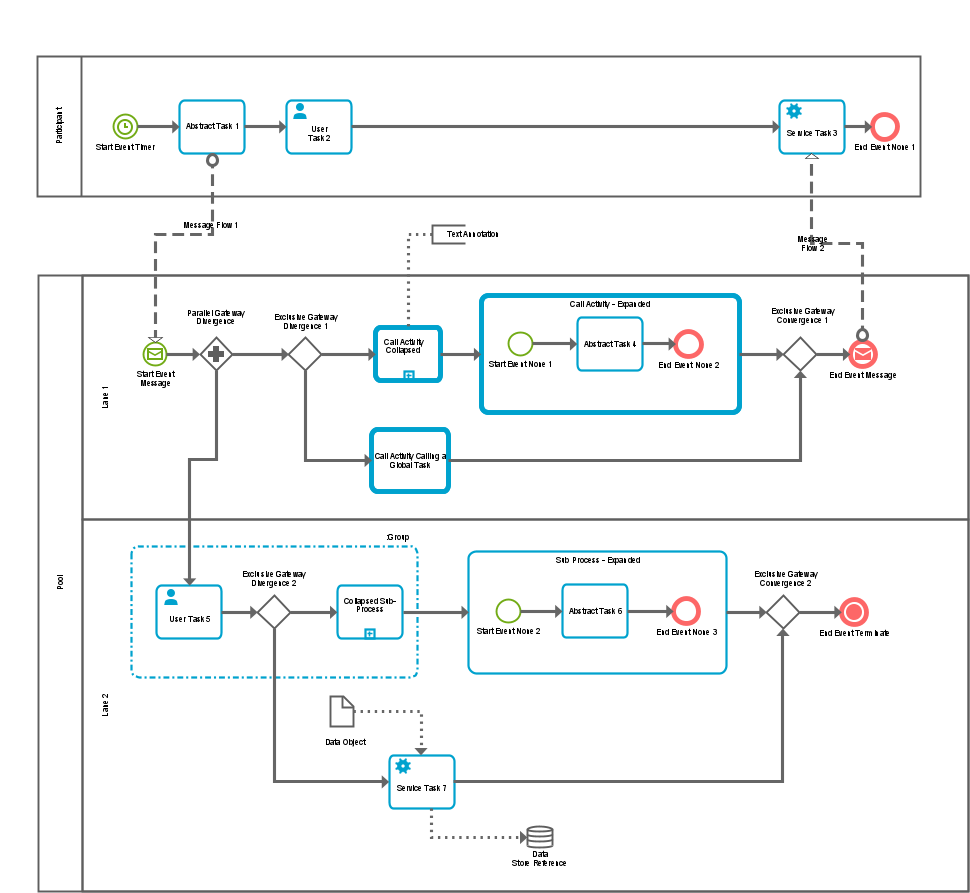 Participant
Start Event Timer
Abstract Task 1
User
Task 2
Service Task 3
End Event None 1
Message Flow 1
Text Annotation
Message
Flow 2
Pool
Lane 1
Start Event
Message
Parallel Gateway
Divergence
Exclusive Gateway
Divergence 1
Call Activity
Collapsed
Call Activity - Expanded
Start Event None 1
Abstract Task 4
End Event None 2
Exclusive Gateway
Convergence 1
End Event Message
Call Activity Calling a
Global Task
Lane 2
Group
User Task 5
Exclusive Gateway
Divergence 2
Collapsed Sub-
Process
Sub Process - Expanded
Start Event None 2
Abstract Task 6
End Event None 3
Exclusive Gateway
Convergence 2
End Event Terminate
Data Object
Service Task 7
Data
Store Reference